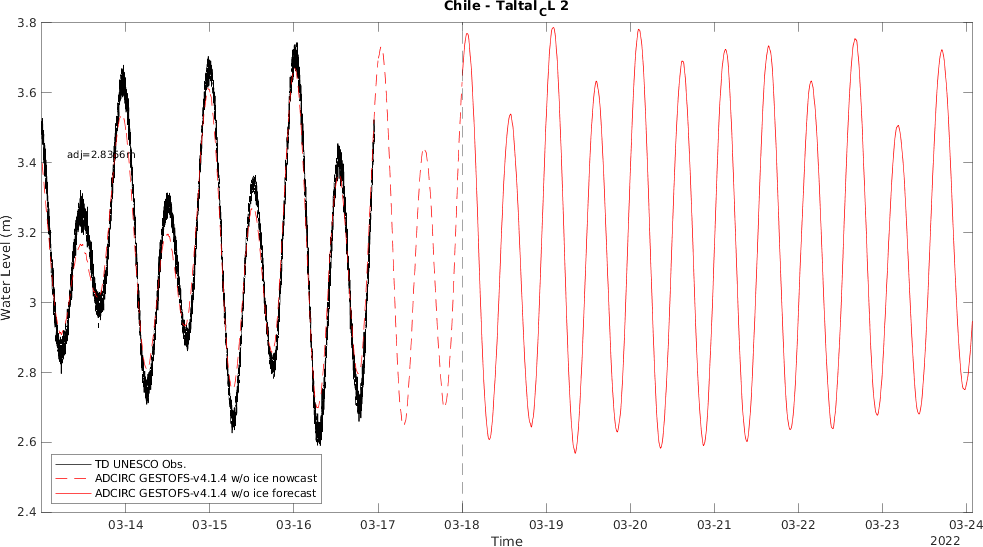 Chile - Taltal_CL 2
3.8
3.6
3.4
3.2
3
2.8
2.6
2.4
Water Level (m)
adj=2.8366m
TD UNESCO Obs.
ADCIRC GESTOFS-v4.1.4 w/o ice nowcast
ADCIRC GESTOFS-v4.1.4 w/o ice forecast
03-14 03-15 03-16 03-17 03-18 03-19 03-20 03-21 03-22 03-23 03-24
Time 2022